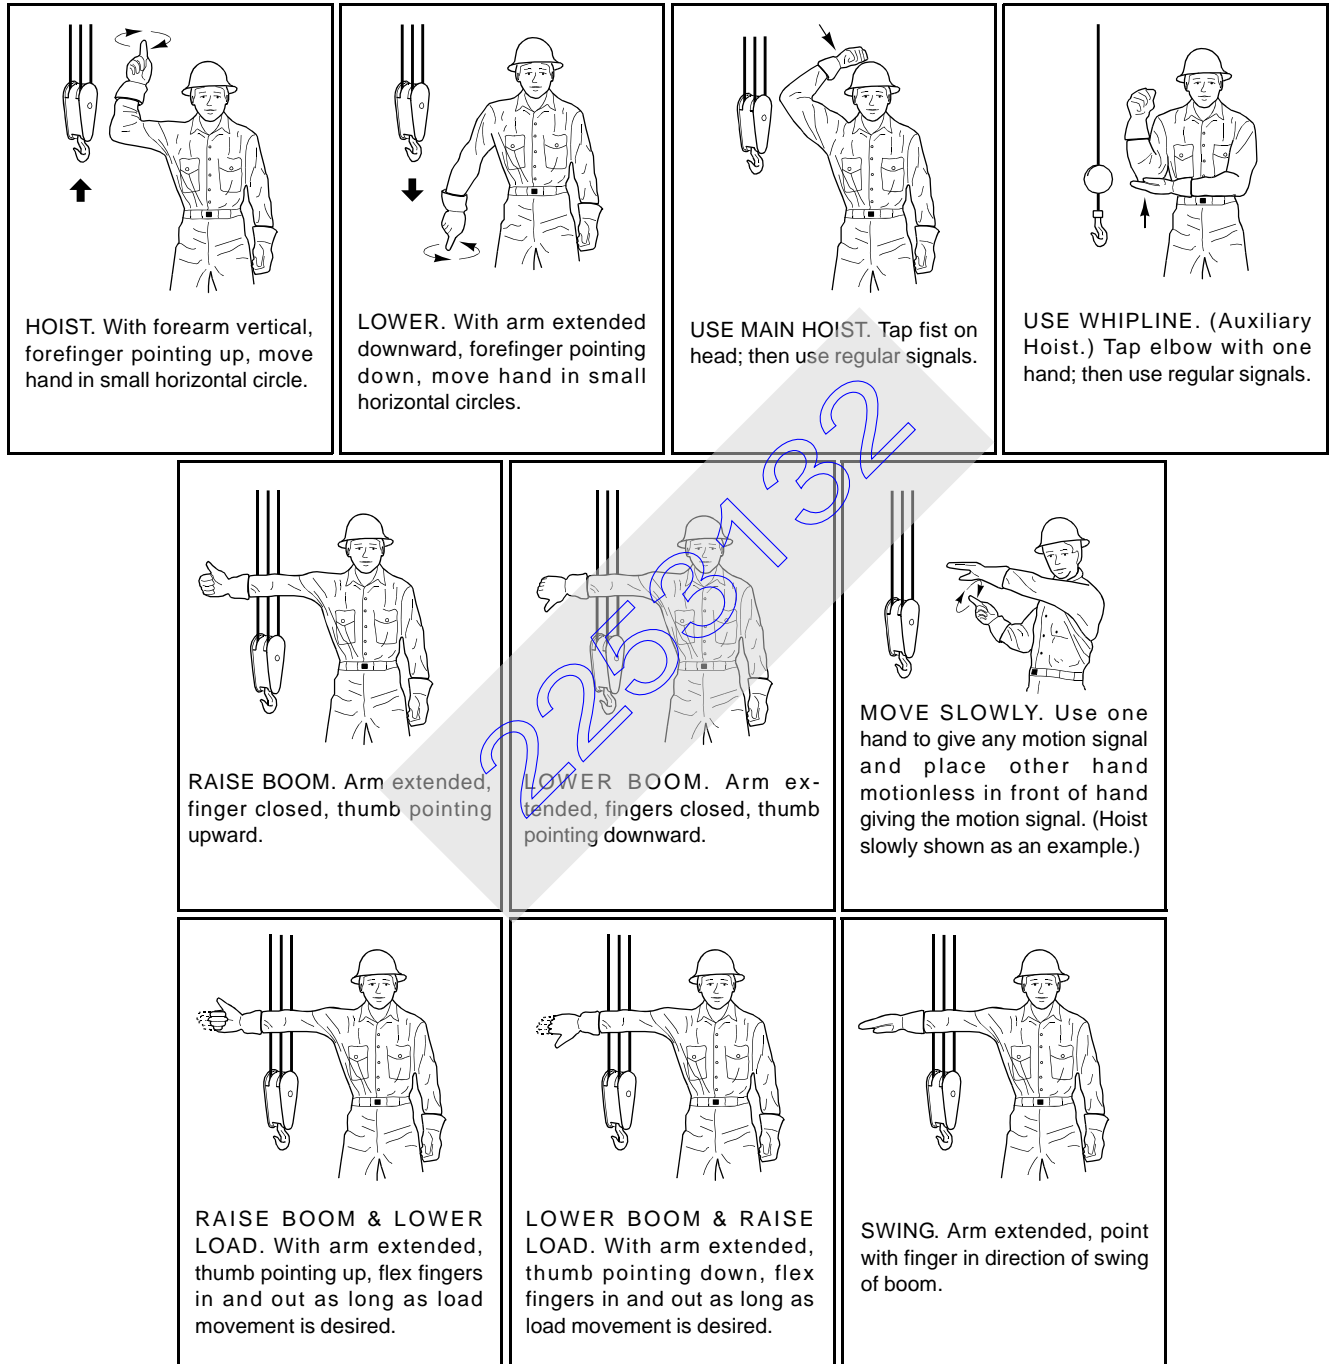 HOIST. With forearm vertical,
forefinger pointing up, move
hand in small horizontal circle.
LOWER. With arm extended
downward, forefinger pointing
down, move hand in small
horizontal circles.
USE MAIN HOIST. Tap fist on
head; then use regular signals.
USE WHIPLINE. (Auxiliary
Hoist.) Tap elbow with one
hand; then use regular signals.
RAISE BOOM. Arm extended,
finger closed, thumb pointing
upward.
LOWER BOOM. Arm ex-
tended, fingers closed, thumb
pointing downward.
MOVE SLOWLY. Use one
hand to give any motion signal
and place other hand
motionless in front of hand
giving the motion signal. (Hoist
slowly shown as an example.)
RAISE BOOM & LOWER
LOAD. With arm extended,
thumb pointing up, flex fingers
in and out as long as load
movement is desired.
LOWER BOOM & RAISE
LOAD. With arm extended,
thumb pointing down, flex
fingers in and out as long as
load movement is desired.
SWING. Arm extended, point
with finger in direction of swing
of boom.
2253132